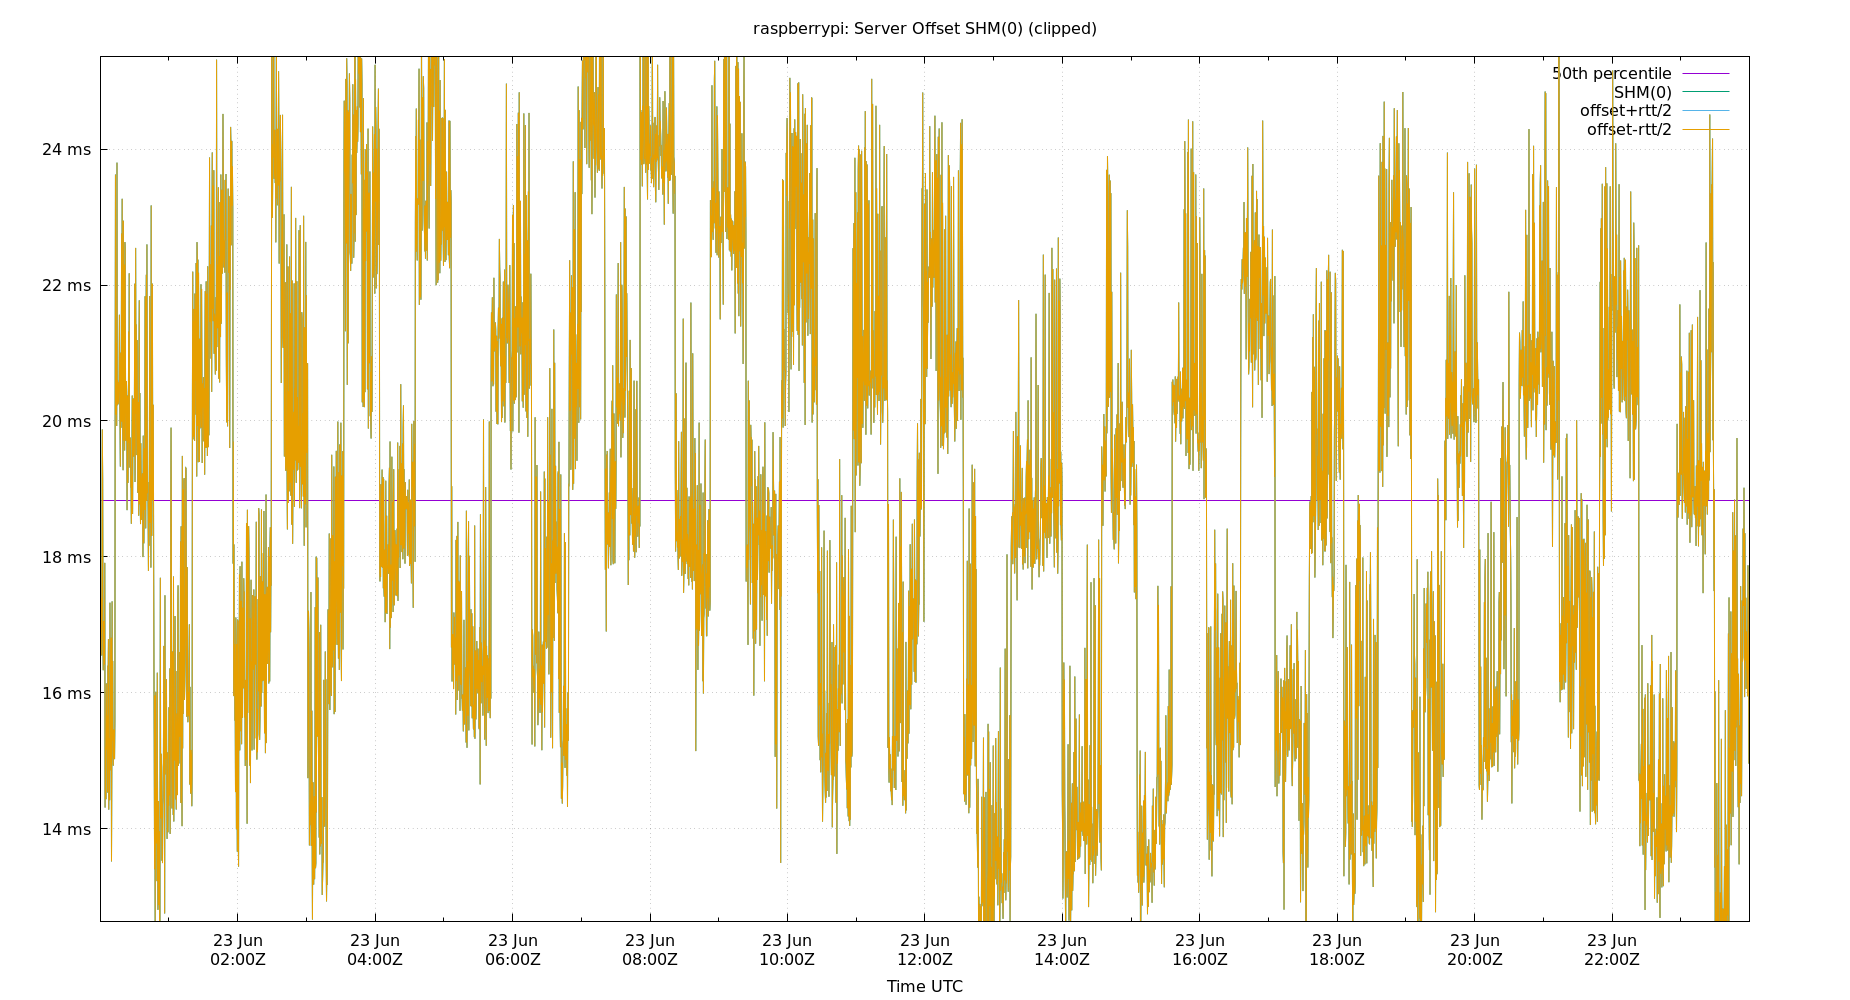 raspberrypi: Server Offset SHM(0) (clipped)
50th percentile
SHM(0)
offset+rtt/2
offset-rtt/2
24 ms
22 ms
20 ms
18 ms
16 ms
14 ms
23 Jun 23 Jun 23 Jun 23 Jun 23 Jun 23 Jun 23 Jun 23 Jun 23 Jun 23 Jun 23 Jun
02:00Z 04:00Z 06:00Z 08:00Z 10:00Z 12:00Z 14:00Z 16:00Z 18:00Z 20:00Z 22:00Z
Time UTC